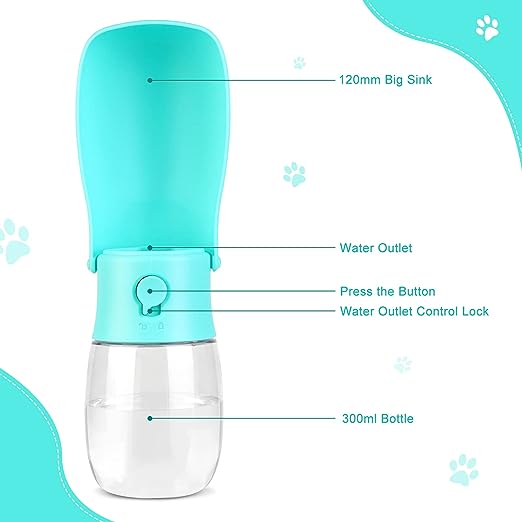 120mm Big Sink
Water Outlet
Press the Button
Water Outlet Control Lock
300ml Bottle